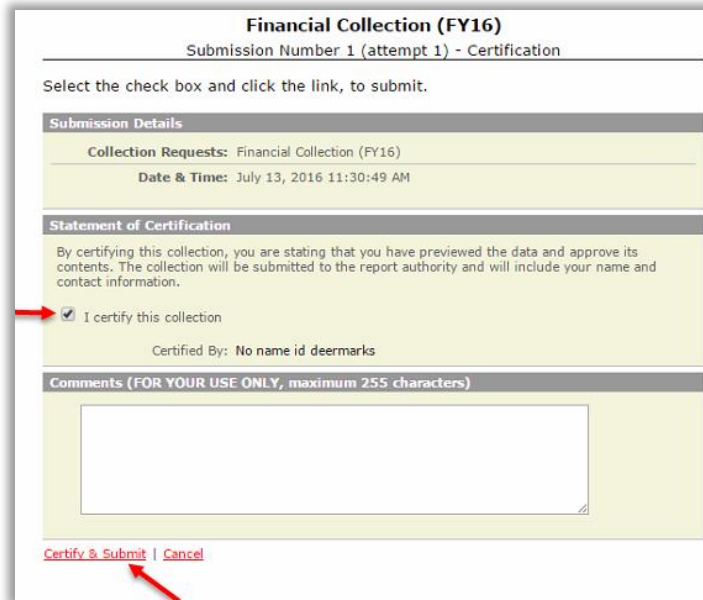 Financial Collection (FY16)
Submission Number 1 (attempt 1) - Certification
Select the check box and click the link, to submit.
Submission Details
Collection Requests: Financial Collection (FY16)
Date & Time: July 13, 2016 11:30:49 AM
Statement of Certification
By certifying this collection, you are stating that you have previewed the data and approve its
contents. The collection will be submitted to the report authority and will include your name and
contact information.
I certify this collection
Certified By: No name id deermarks
Comments (FOR YOUR USE ONLY, maximum 255 characters)
Certify & Submit | Cancel